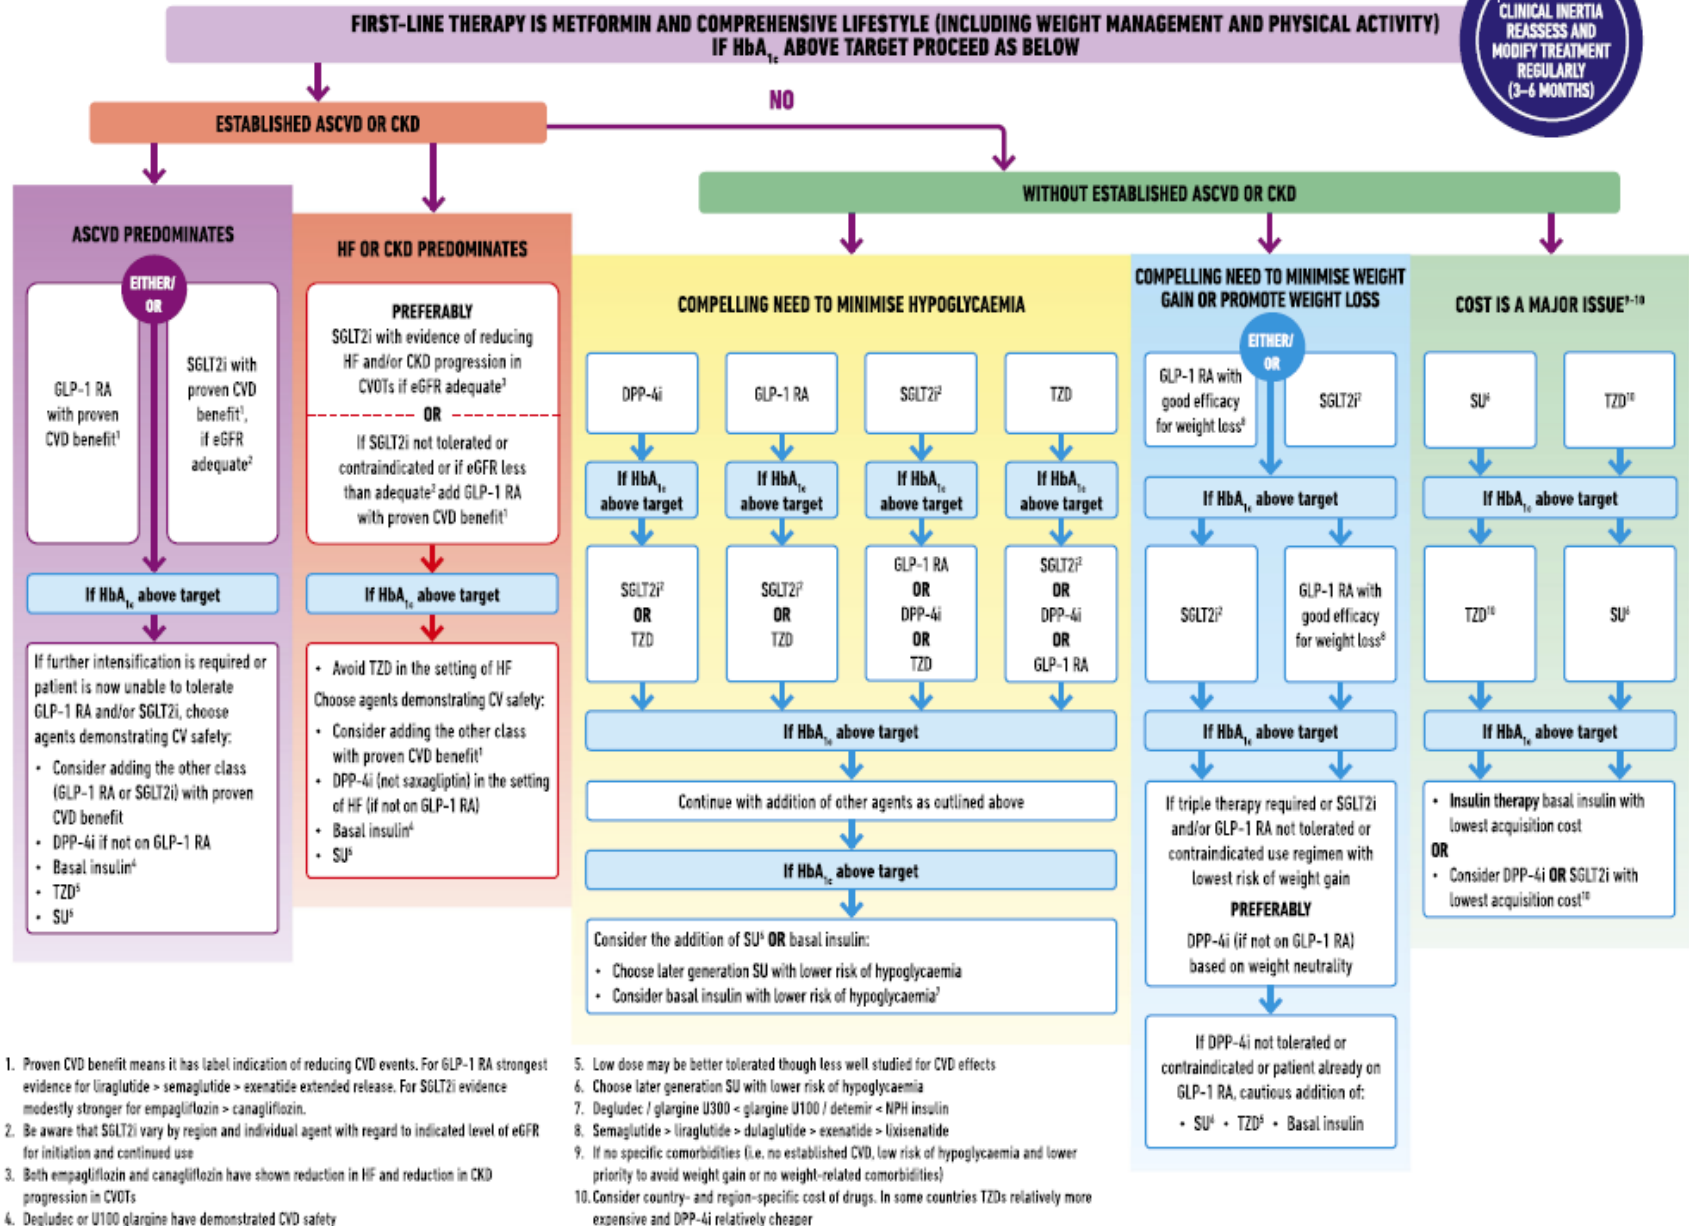 CLINICAL INERTIA
REASSESS AND
MODIFY TREATMENT
REGULARLY
(3–6 MONTHS)
FIRST-LINE THERAPY IS METFORMIN AND COMPREHENSIVE LIFESTYLE (INCLUDING WEIGHT MANAGEMENT AND PHYSICAL ACTIVITY)
IF HbA1c ABOVE TARGET PROCEED AS BELOW
NO
ESTABLISHED ASCVD OR CKD
WITHOUT ESTABLISHED ASCVD OR CKD
ASCVD PREDOMINATES
EITHER/
OR
GLP-1 RA
with proven
CVD benefit¹
SGLT2i with
proven CVD
benefit¹,
if eGFR
adequate²
If HbA1c above target
If further intensification is required or
patient is now unable to tolerate
GLP-1 RA and/or SGLT2i, choose
agents demonstrating CV safety:
• Consider adding the other class
(GLP-1 RA or SGLT2i) with proven
CVD benefit
• DPP-4i if not on GLP-1 RA
• Basal insulin⁴
• TZD⁵
• SU⁶
HF OR CKD PREDOMINATES
PREFERABLY
SGLT2i with evidence of reducing
HF and/or CKD progression in
CVOTs if eGFR adequate³
OR
If SGLT2i not tolerated or
contraindicated or if eGFR less
than adequate² add GLP-1 RA
with proven CVD benefit¹
If HbA1c above target
• Avoid TZD in the setting of HF
Choose agents demonstrating CV safety:
• Consider adding the other class
with proven CVD benefit¹
• DPP-4i (not saxagliptin) in the setting
of HF (if not on GLP-1 RA)
• Basal insulin⁴
• SU⁶
COMPELLING NEED TO MINIMISE HYPOGLYCAEMIA
DPP-4i
GLP-1 RA
SGLT2i²
TZD
If HbA1c
above target
If HbA1c
above target
If HbA1c
above target
If HbA1c
above target
SGLT2i²
OR
TZD
SGLT2i²
OR
TZD
GLP-1 RA
OR
DPP-4i
OR
TZD
SGLT2i²
OR
DPP-4i
OR
GLP-1 RA
If HbA1c above target
Continue with addition of other agents as outlined above
If HbA1c above target
Consider the addition of SU⁶ OR basal insulin:
• Choose later generation SU with lower risk of hypoglycaemia
• Consider basal insulin with lower risk of hypoglycaemia⁷
COMPELLING NEED TO MINIMISE WEIGHT
GAIN OR PROMOTE WEIGHT LOSS
EITHER/
OR
GLP-1 RA with
good efficacy
for weight loss⁸
SGLT2i²
If HbA1c above target
SGLT2i²
GLP-1 RA with
good efficacy
for weight loss⁸
If HbA1c above target
If triple therapy required or SGLT2i
and/or GLP-1 RA not tolerated or
contraindicated use regimen with
lowest risk of weight gain
PREFERABLY
DPP-4i (if not on GLP-1 RA)
based on weight neutrality
If DPP-4i not tolerated or
contraindicated or patient already on
GLP-1 RA, cautious addition of:
• SU⁶ • TZD⁵ • Basal insulin
COST IS A MAJOR ISSUE⁹⁻¹⁰
SU⁶
TZD¹⁰
If HbA1c above target
TZD¹⁰
SU⁶
If HbA1c above target
• Insulin therapy basal insulin with
lowest acquisition cost
OR
• Consider DPP-4i OR SGLT2i with
lowest acquisition cost¹⁰
1. Proven CVD benefit means it has label indication of reducing CVD events. For GLP-1 RA strongest
evidence for liraglutide > semaglutide > exenatide extended release. For SGLT2i evidence
modestly stronger for empagliflozin > canagliflozin.
2. Be aware that SGLT2i vary by region and individual agent with regard to indicated level of eGFR
for initiation and continued use
3. Both empagliflozin and canagliflozin have shown reduction in HF and reduction in CKD
progression in CVOTs
4. Degludec or U100 glargine have demonstrated CVD safety
5. Low dose may be better tolerated though less well studied for CVD effects
6. Choose later generation SU with lower risk of hypoglycaemia
7. Degludec / glargine U300 < glargine U100 / detemir < NPH insulin
8. Semaglutide > liraglutide > dulaglutide > exenatide > lixisenatide
9. If no specific comorbidities (i.e. no established CVD, low risk of hypoglycaemia and lower
priority to avoid weight gain or no weight-related comorbidities)
10. Consider country- and region-specific cost of drugs. In some countries TZDs relatively more
expensive and DPP-4i relatively cheaper